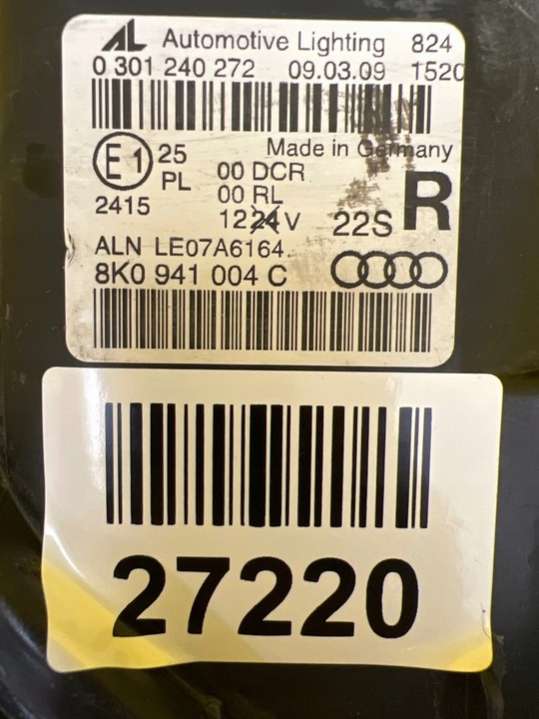 AL Automotive Lighting 824
0 301 240 272 09.03.09 1520
Made in Germany
E1 25 00 DCR
PL 00 RL
2415 1224V 22S R
ALN LE07A6164
8K0 941 004 C
27220